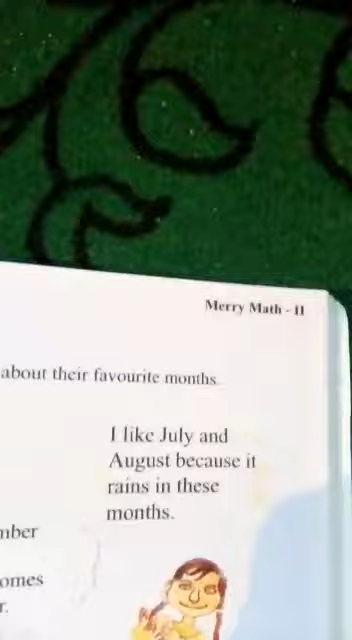 Merry Math - II
about their favourite months.
I like July and
August because it
rains in these
months.
mber
omes
r.